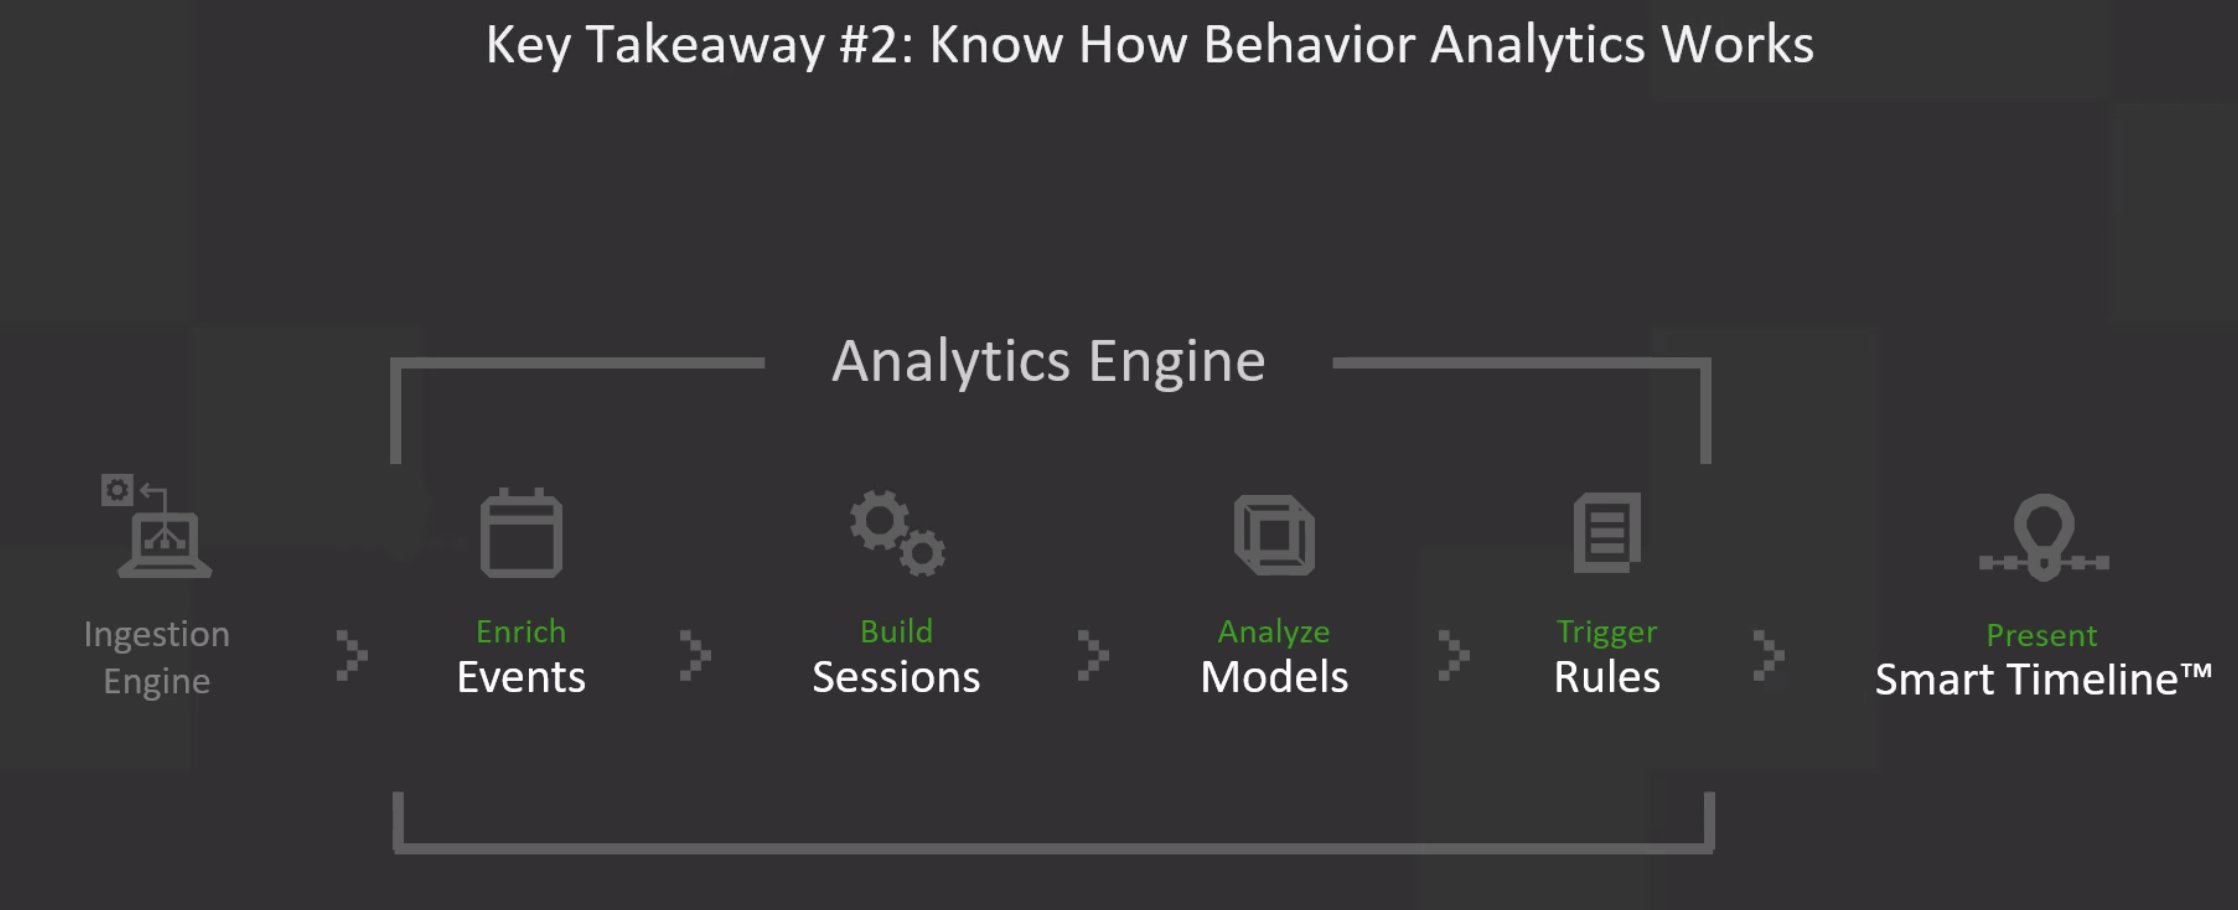 Key Takeaway #2: Know How Behavior Analytics Works
Analytics Engine
Ingestion
Engine
Enrich
Events
Build
Sessions
Analyze
Models
Trigger
Rules
Present
Smart Timeline™